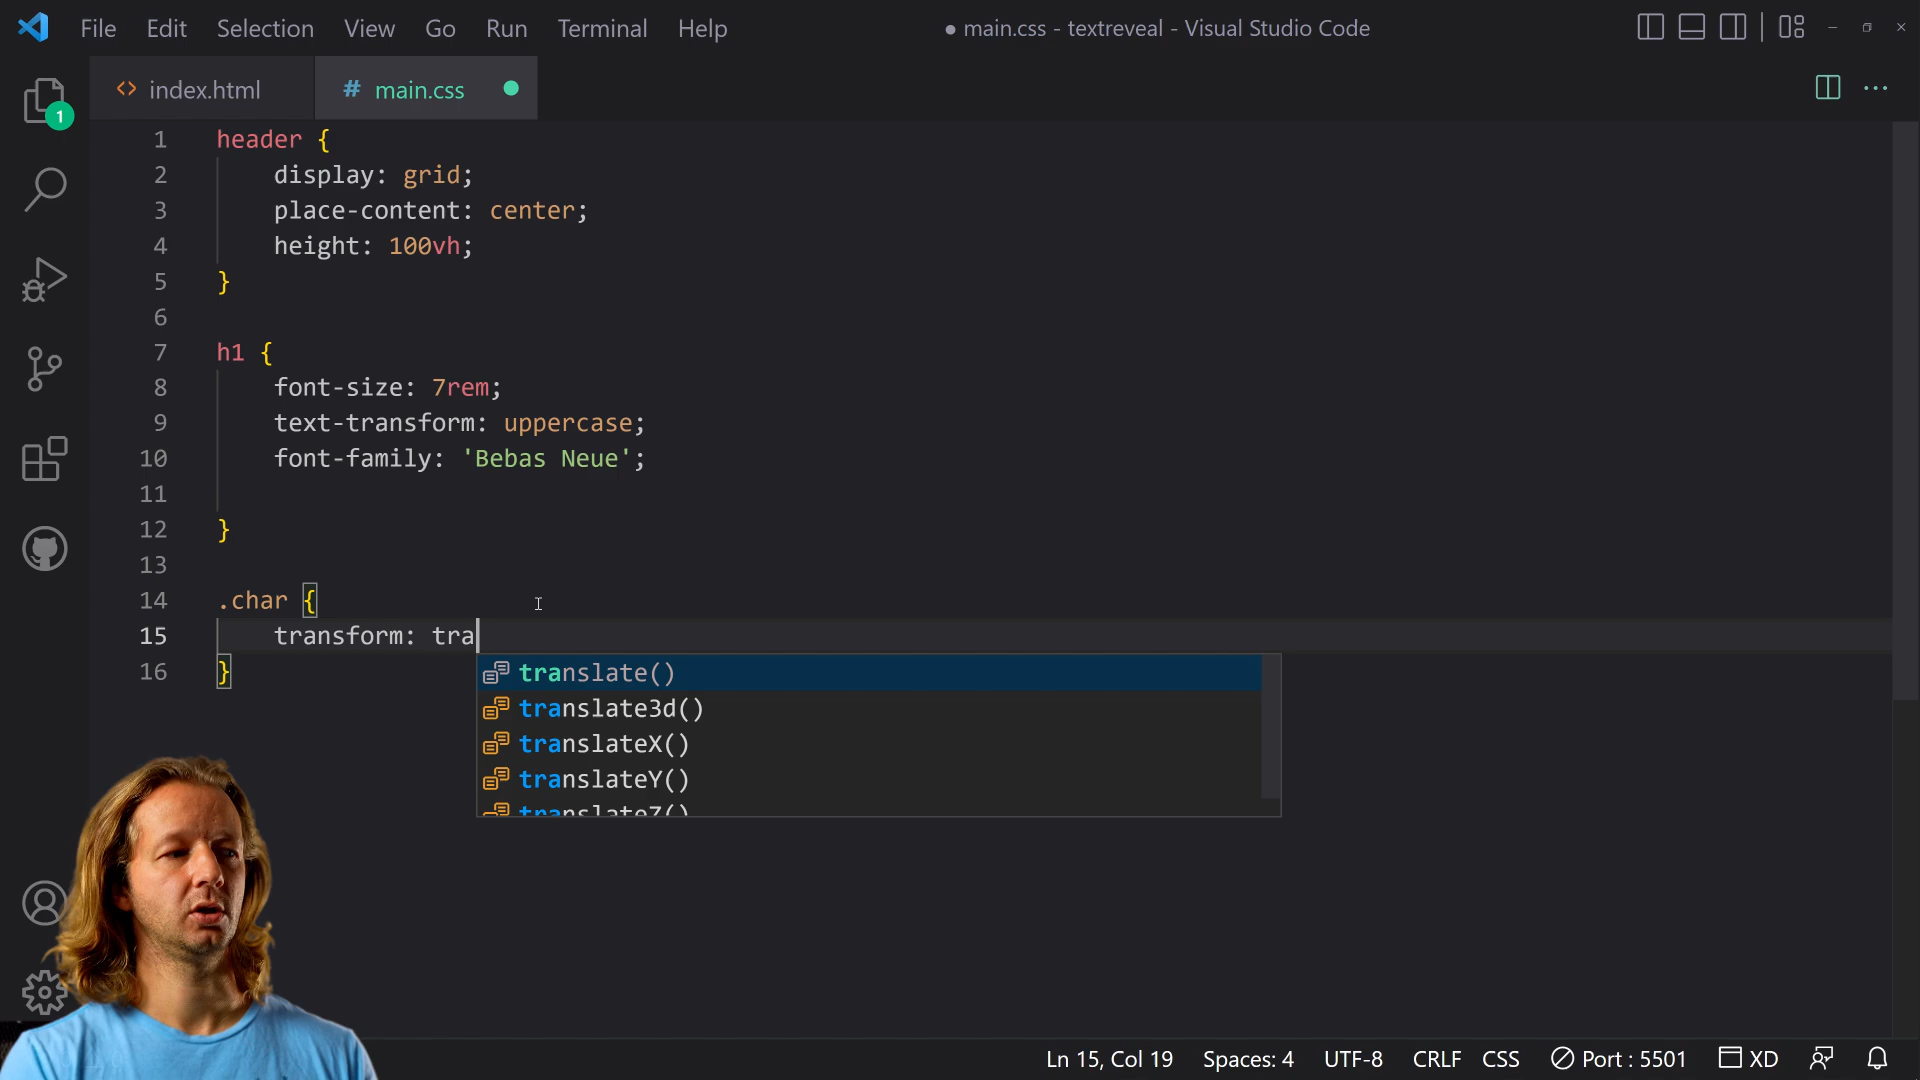 File Edit Selection View Go Run Terminal Help
● main.css - textreveal - Visual Studio Code
<> index.html
# main.css
1
1 header {
2 display: grid;
3 place-content: center;
4 height: 100vh;
5 }
6
7 h1 {
8 font-size: 7rem;
9 text-transform: uppercase;
10 font-family: 'Bebas Neue';
11
12 }
13
14 .char {
15 transform: tra
16 }
translate()
translate3d()
translateX()
translateY()
translateZ()
Ln 15, Col 19 Spaces: 4 UTF-8 CRLF CSS Port : 5501 XD